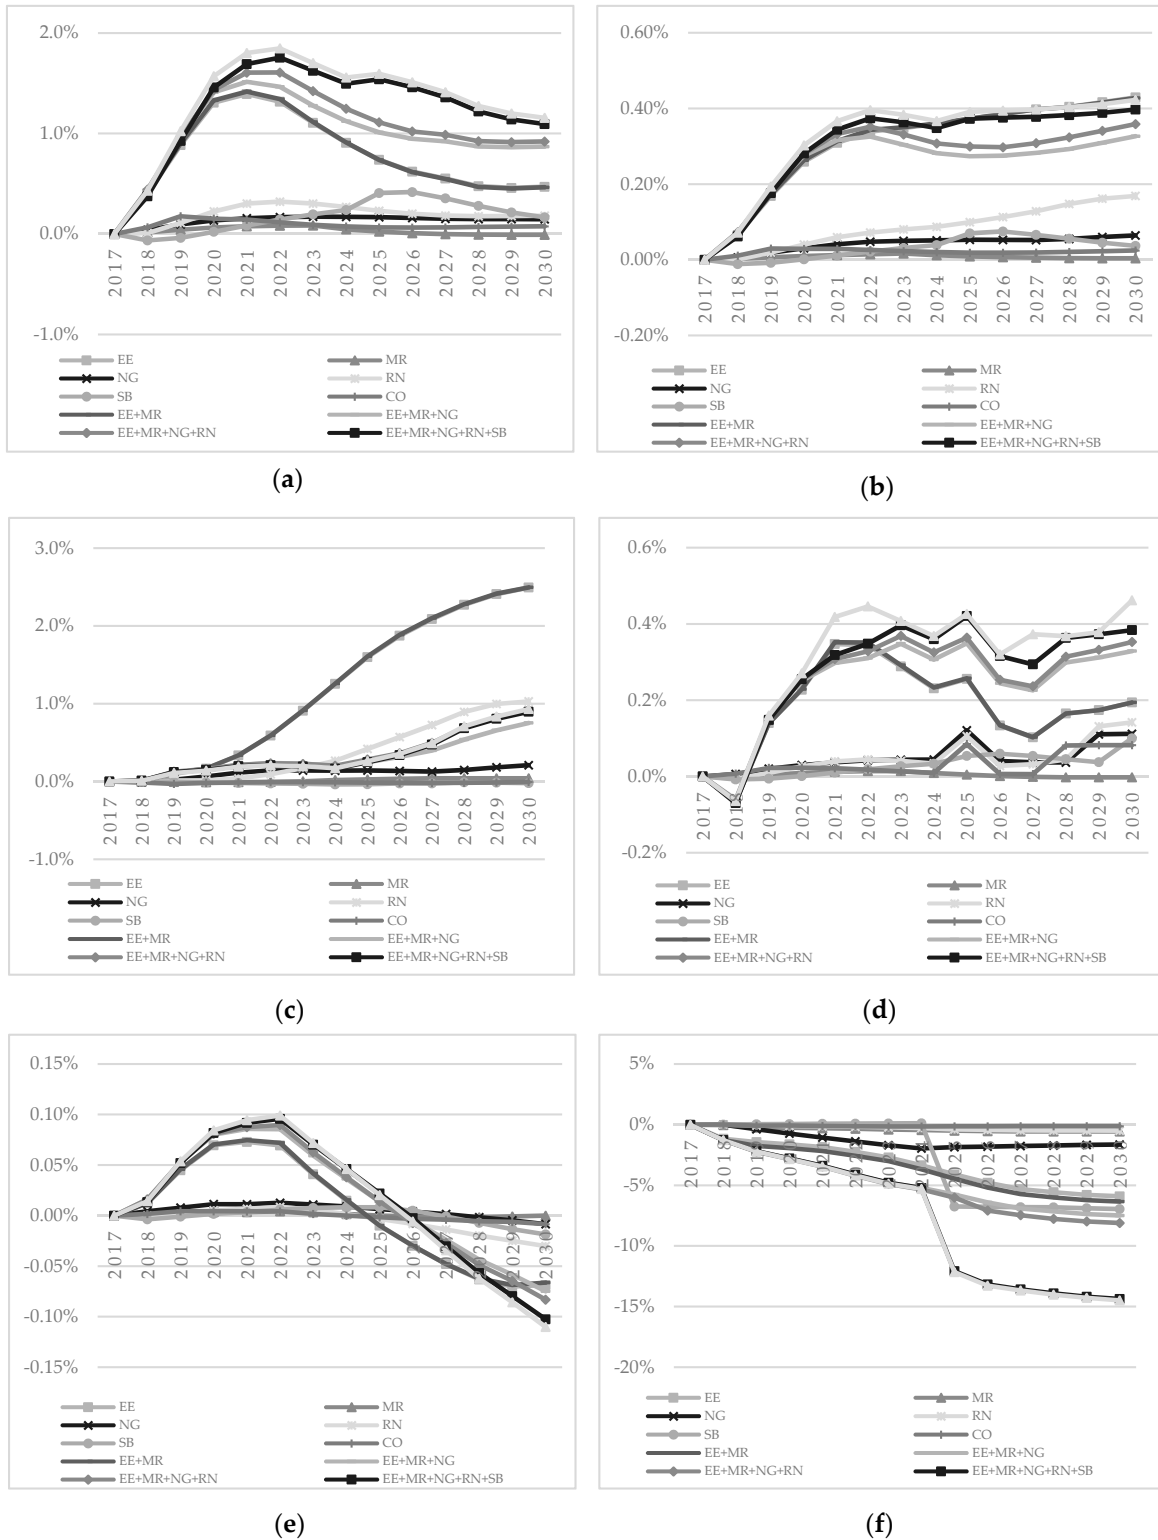 2.0%
1.0%
0.0%
-1.0%
2017 2018 2019 2020 2021 2022 2023 2024 2025 2026 2027 2028 2029 2030
EE MR
NG RN
SB CO
EE+MR EE+MR+NG
EE+MR+NG+RN EE+MR+NG+RN+SB
(a)
0.60%
0.40%
0.20%
0.00%
-0.20%
2017 2018 2019 2020 2021 2022 2023 2024 2025 2026 2027 2028 2029 2030
EE MR
NG RN
SB CO
EE+MR EE+MR+NG
EE+MR+NG+RN EE+MR+NG+RN+SB
(b)
3.0%
2.0%
1.0%
0.0%
-1.0%
2017 2018 2019 2020 2021 2022 2023 2024 2025 2026 2027 2028 2029 2030
EE MR
NG RN
SB CO
EE+MR EE+MR+NG
EE+MR+NG+RN EE+MR+NG+RN+SB
(c)
0.6%
0.4%
0.2%
0.0%
-0.2%
2017 2018 2019 2020 2021 2022 2023 2024 2025 2026 2027 2028 2029 2030
EE MR
NG RN
SB CO
EE+MR EE+MR+NG
EE+MR+NG+RN EE+MR+NG+RN+SB
(d)
0.15%
0.10%
0.05%
0.00%
-0.05%
-0.10%
-0.15%
2017 2018 2019 2020 2021 2022 2023 2024 2025 2026 2027 2028 2029 2030
EE MR
NG RN
SB CO
EE+MR EE+MR+NG
EE+MR+NG+RN EE+MR+NG+RN+SB
(e)
5%
0%
-5%
-10%
-15%
-20%
2017 2018 2019 2020 2021 2022 2023 2024 2025 2026 2027 2028 2029 2030
EE MR
NG RN
SB CO
EE+MR EE+MR+NG
EE+MR+NG+RN EE+MR+NG+RN+SB
(f)